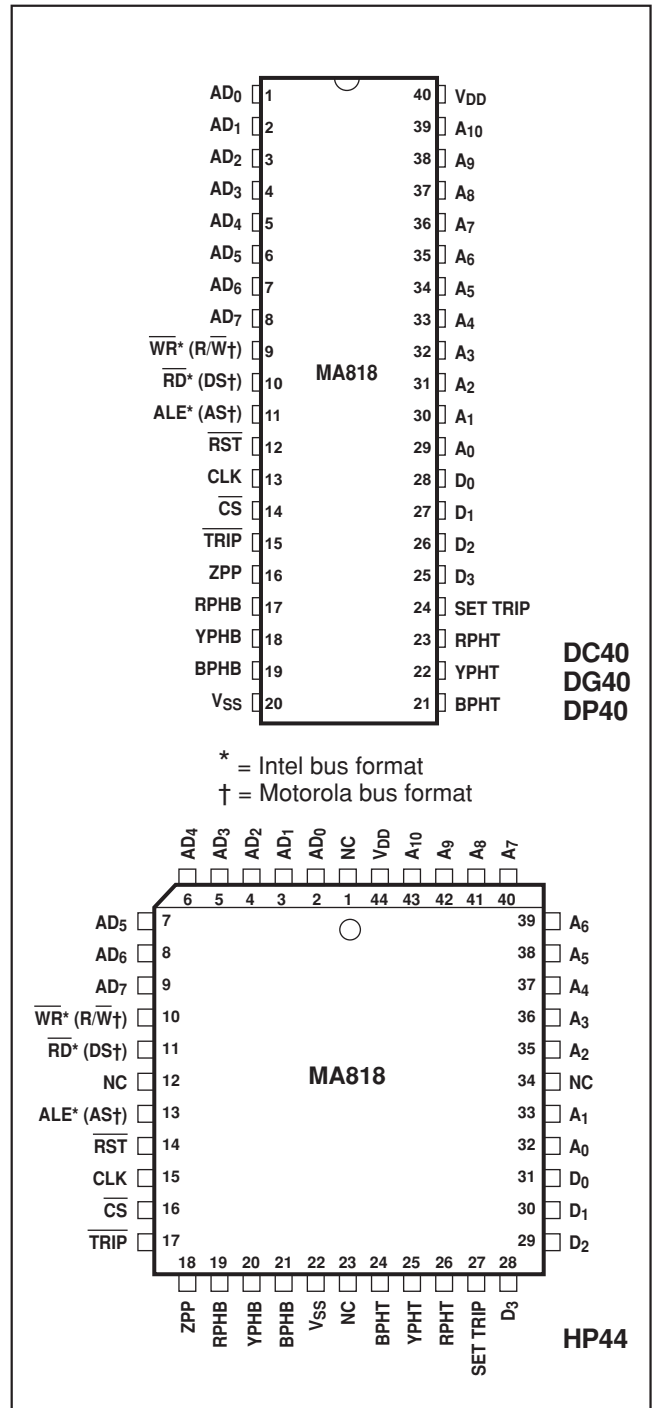 AD0 1 40 VDD
AD1 2 39 A10
AD2 3 38 A9
AD3 4 37 A8
AD4 5 36 A7
AD5 6 35 A6
AD6 7 34 A5
AD7 8 33 A4
WR* (R/W†) 9 32 A3
MA818
RD* (DS†) 10 31 A2
ALE* (AS†) 11 30 A1
RST 12 29 A0
CLK 13 28 D0
CS 14 27 D1
TRIP 15 26 D2
ZPP 16 25 D3
RPHB 17 24 SET TRIP
YPHB 18 23 RPHT
BPHB 19 22 YPHT
VSS 20 21 BPHT
DC40
DG40
DP40
* = Intel bus format
† = Motorola bus format
AD4 AD3 AD2 AD1 AD0 NC VDD A10 A9 A8 A7
6 5 4 3 2 1 44 43 42 41 40
AD5 7 39 A6
AD6 8 38 A5
AD7 9 37 A4
WR* (R/W†) 10 36 A3
RD* (DS†) 11 35 A2
NC 12 34 NC
MA818
ALE* (AS†) 13 33 A1
RST 14 32 A0
CLK 15 31 D0
CS 16 30 D1
TRIP 17 29 D2
18 19 20 21 22 23 24 25 26 27 28
ZPP RPHB YPHB BPHB VSS NC BPHT YPHT RPHT SET TRIP D3
HP44